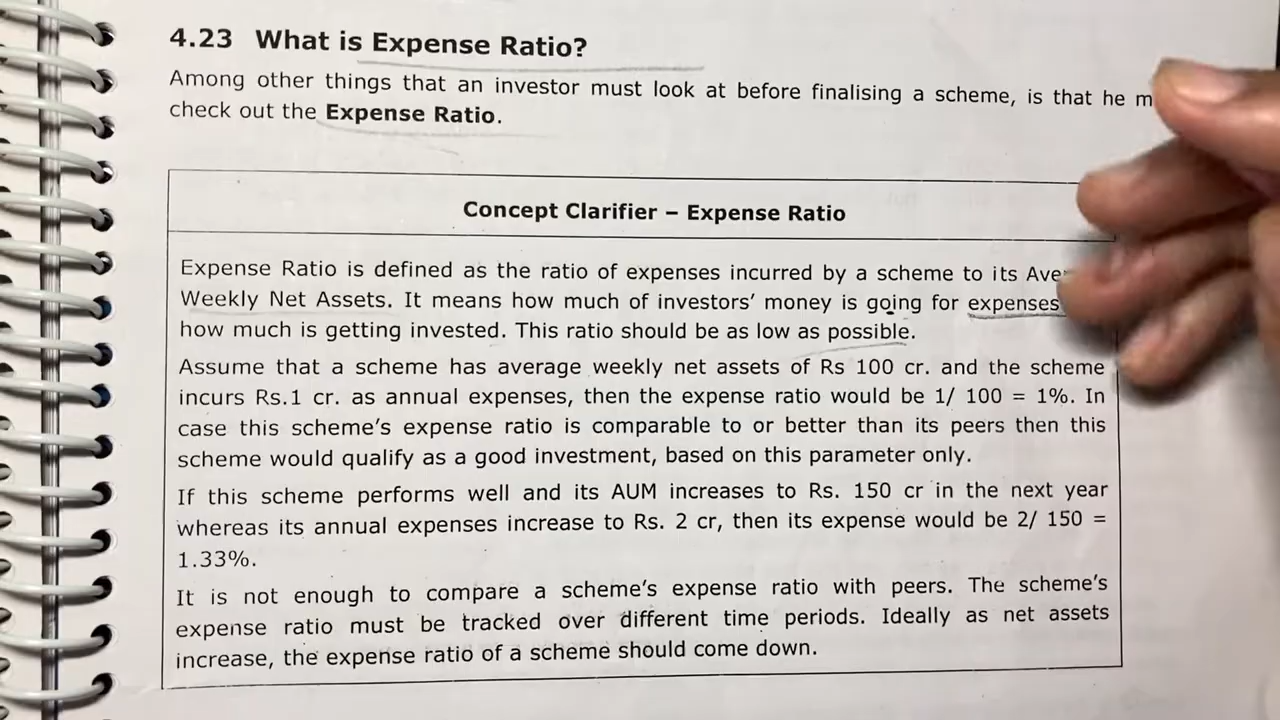 4.23 What is Expense Ratio?
Among other things that an investor must look at before finalising a scheme, is that he
check out the Expense Ratio.
Concept Clarifier – Expense Ratio
Expense Ratio is defined as the ratio of expenses incurred by a scheme to its
Weekly Net Assets. It means how much of investors' money is going for expenses
how much is getting invested. This ratio should be as low as possible.
Assume that a scheme has average weekly net assets of Rs 100 cr. and the scheme
incurs Rs.1 cr. as annual expenses, then the expense ratio would be 1/ 100 = 1%. In
case this scheme's expense ratio is comparable to or better than its peers then this
scheme would qualify as a good investment, based on this parameter only.
If this scheme performs well and its AUM increases to Rs. 150 cr in the next year
whereas its annual expenses increase to Rs. 2 cr, then its expense would be 2/ 150 =
1.33%.
It is not enough to compare a scheme's expense ratio with peers. The scheme's
expense ratio must be tracked over different time periods. Ideally as net assets
increase, the expense ratio of a scheme should come down.